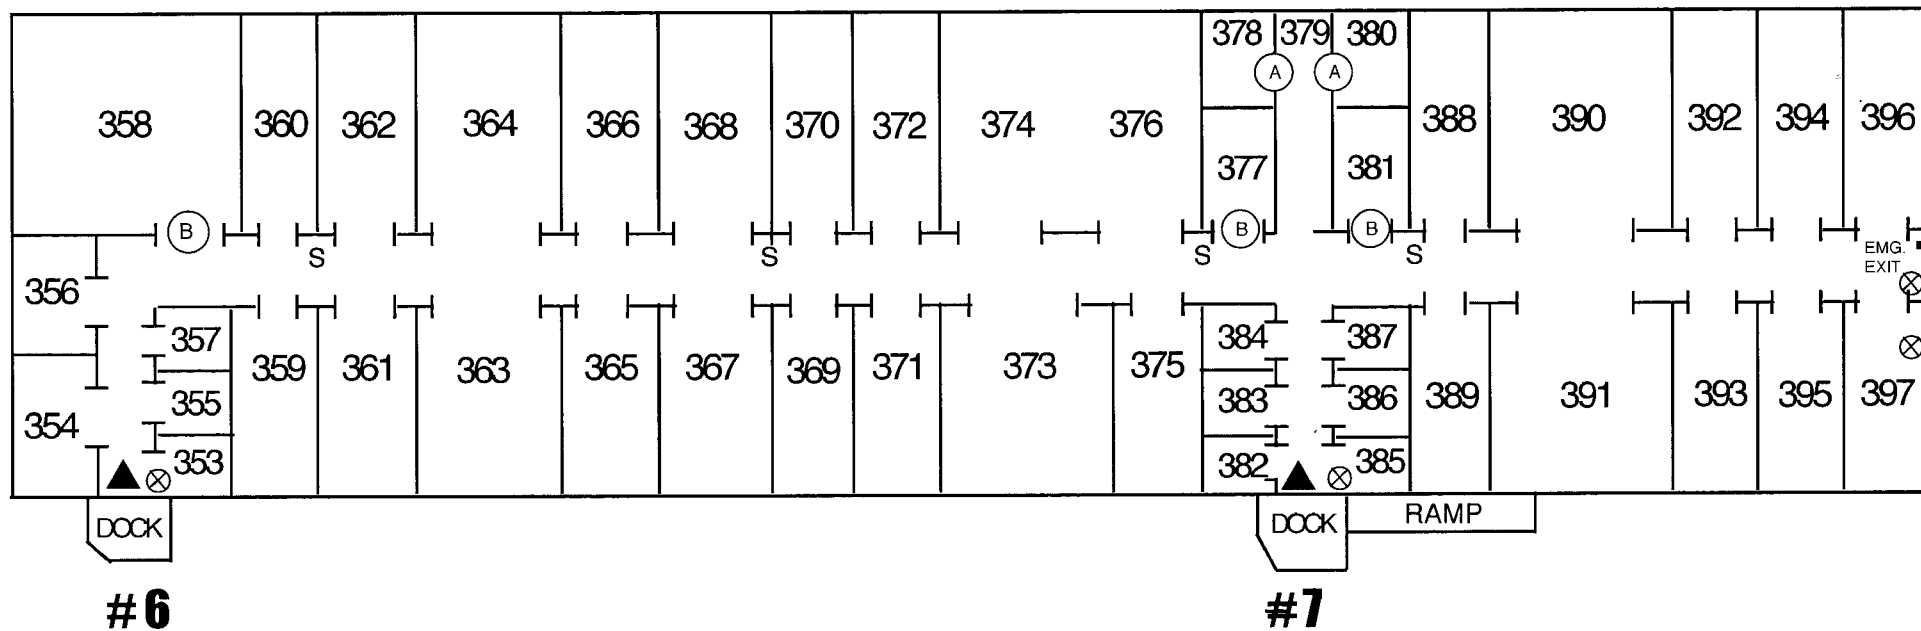 378 379 380
A A
358 360 362 364 366 368 370 372 374 376 388 390 392 394 396
377 381
B B B
S S S S
EMG.
EXIT
356
357 384 387
359 361 363 365 367 369 371 373 375 389 391 393 395 397
355 383 386
354
353 382 385
DOCK DOCK RAMP
#6 #7